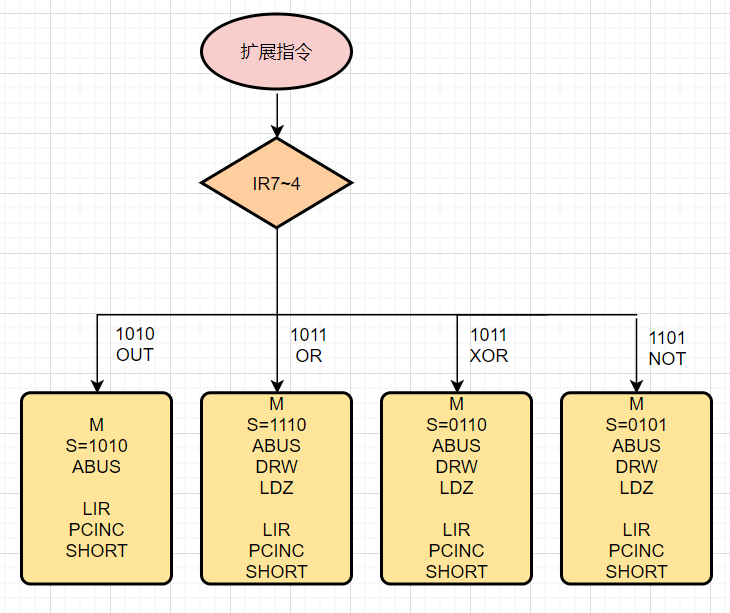 扩展指令
IR7~4
1010
OUT
1011
OR
1011
XOR
1101
NOT
M
S=1010
ABUS
LIR
PCINC
SHORT
M
S=1110
ABUS
DRW
LDZ
LIR
PCINC
SHORT
M
S=0110
ABUS
DRW
LDZ
LIR
PCINC
SHORT
M
S=0101
ABUS
DRW
LDZ
LIR
PCINC
SHORT